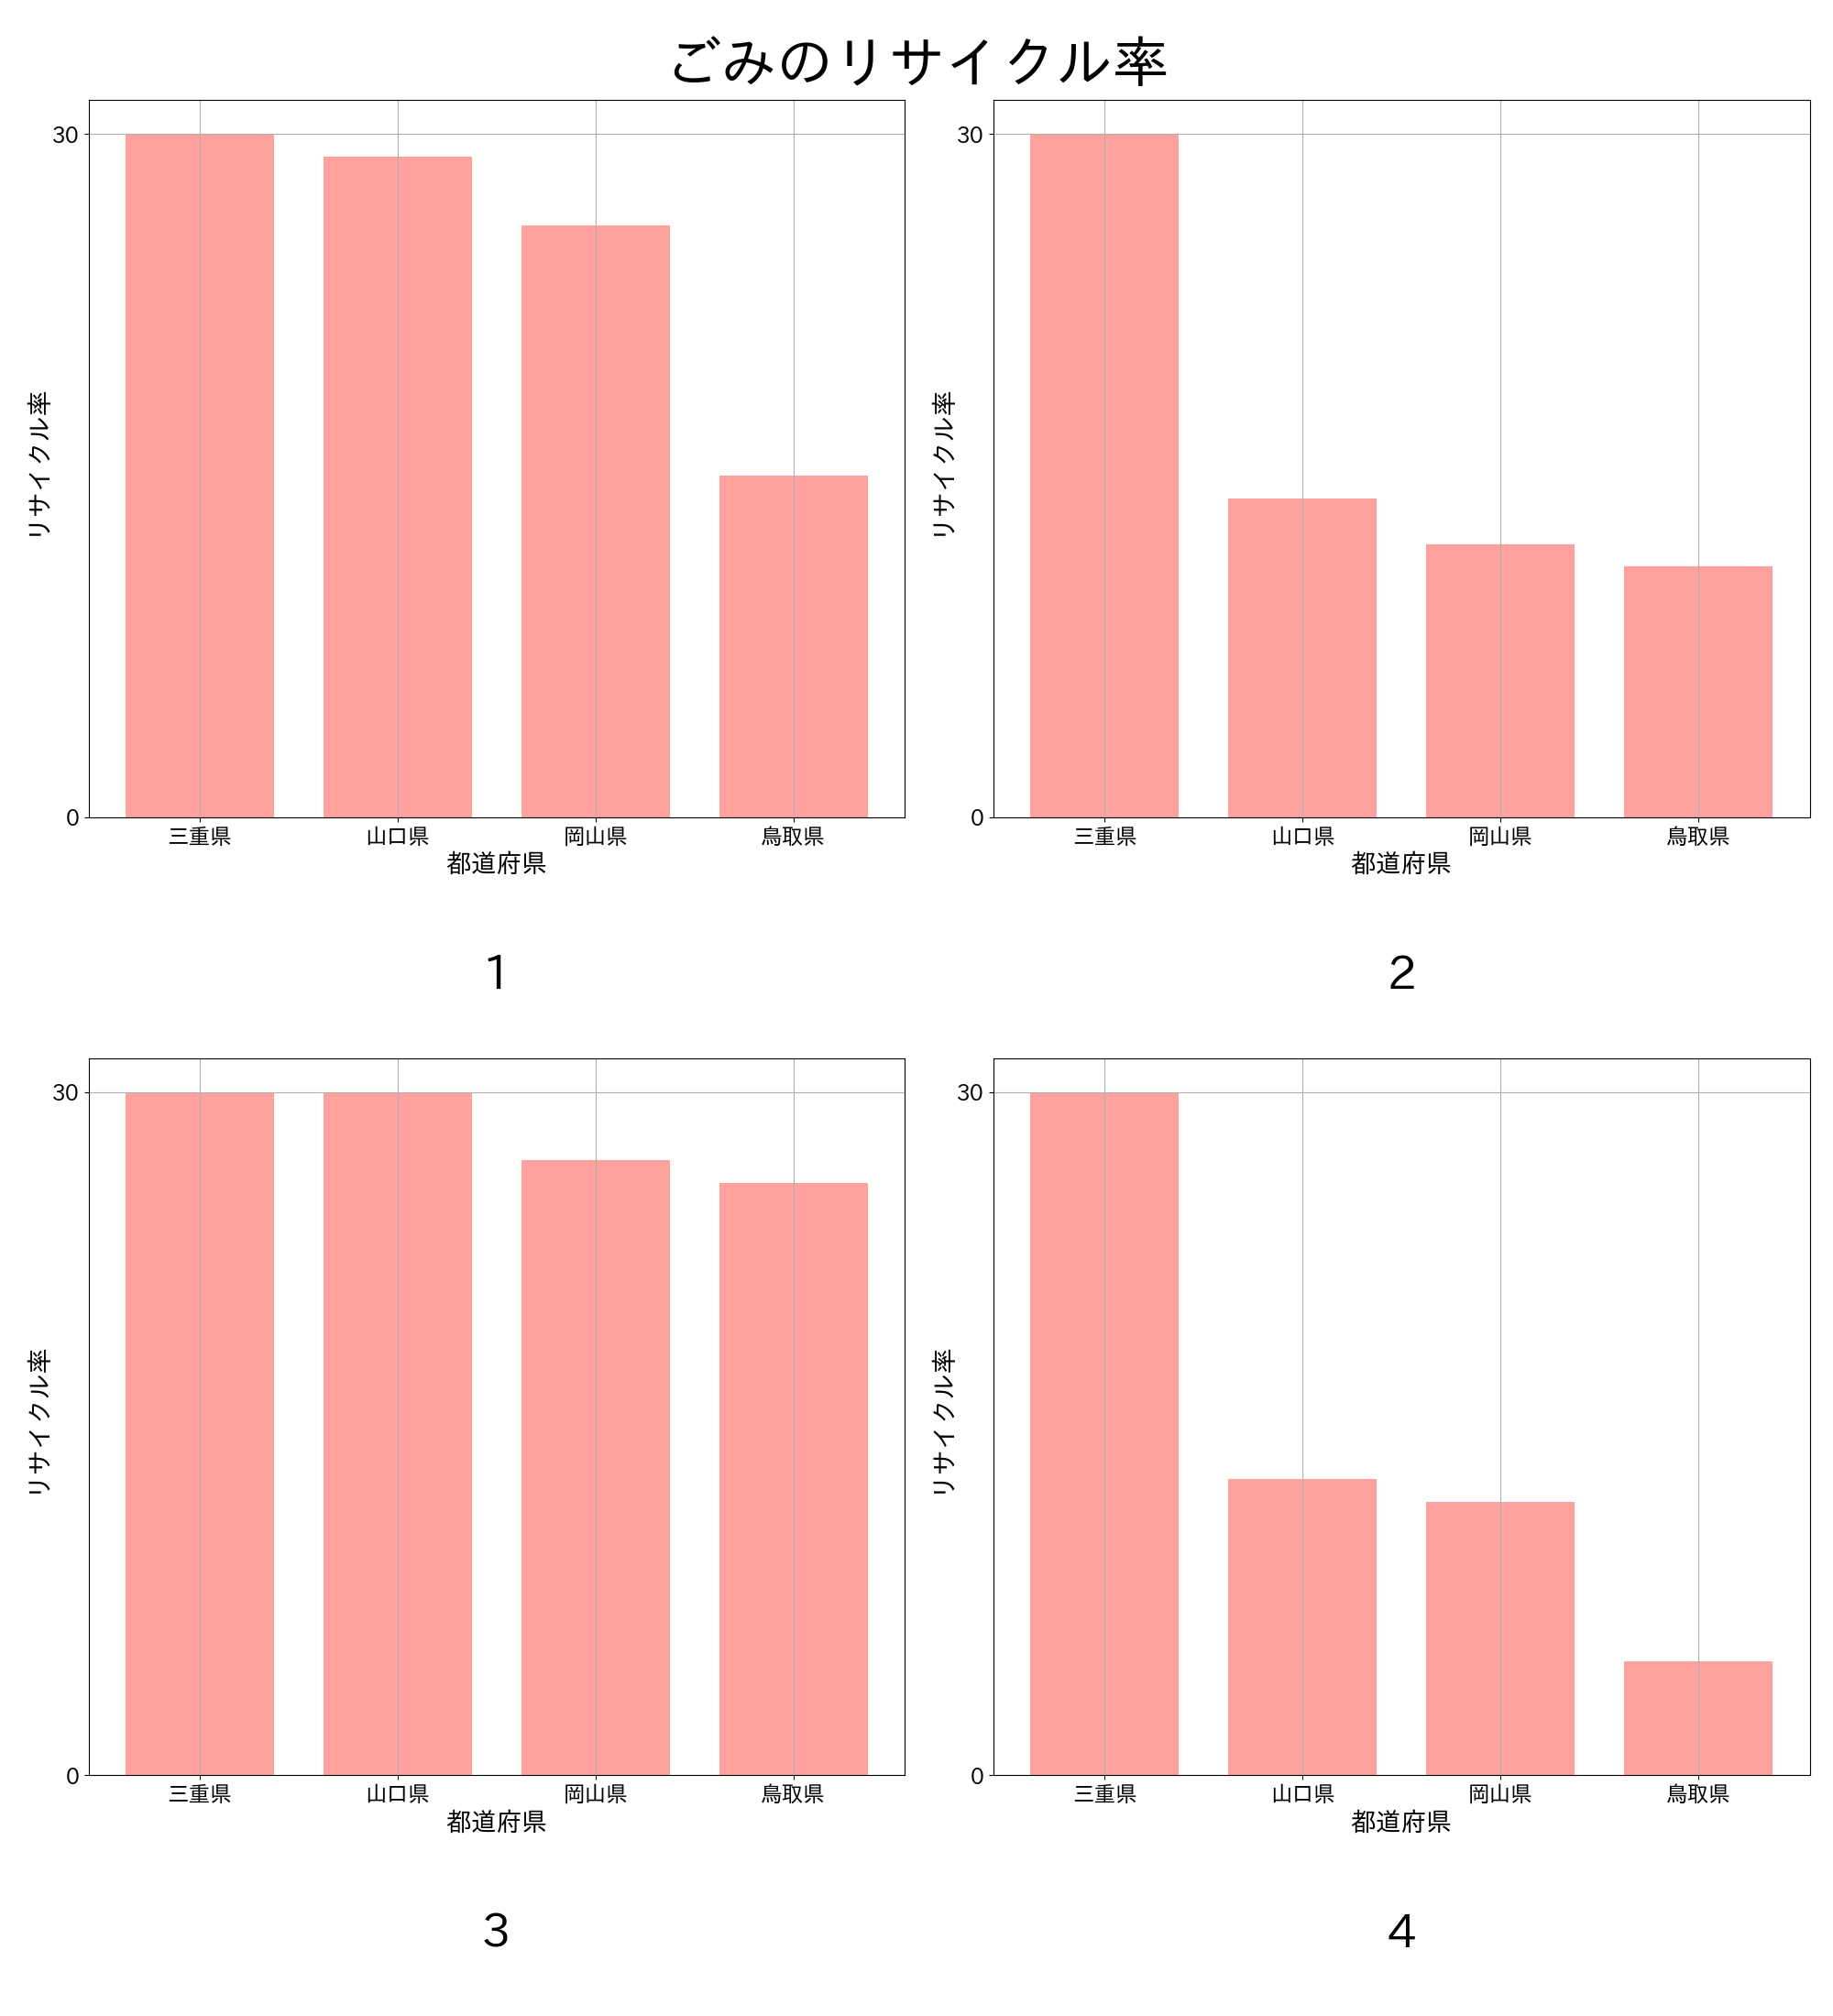 ごみのリサイクル率
30
0
リサイクル率
三重県 山口県 岡山県 鳥取県
都道府県
1
30
0
リサイクル率
三重県 山口県 岡山県 鳥取県
都道府県
2
30
0
リサイクル率
三重県 山口県 岡山県 鳥取県
都道府県
3
30
0
リサイクル率
三重県 山口県 岡山県 鳥取県
都道府県
4